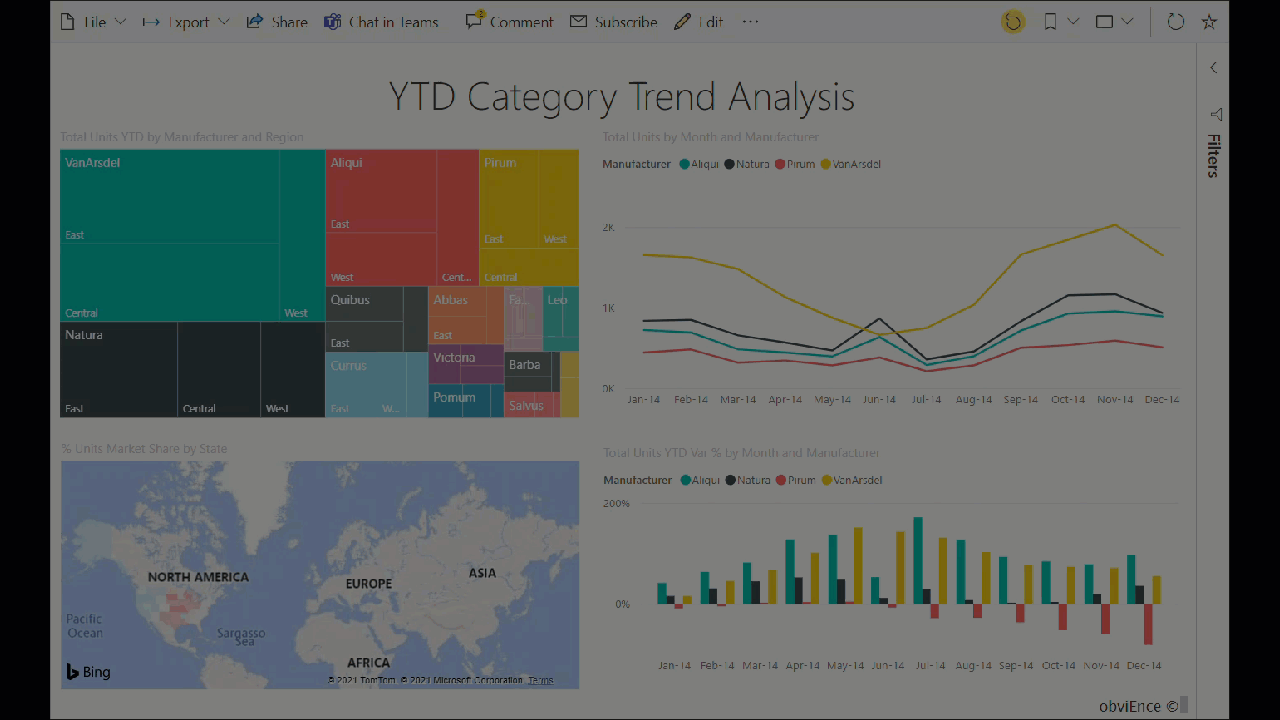 File Export Share Chat in Teams Comment Subscribe Edit ...
Filters
YTD Category Trend Analysis
Total Units YTD by Manufacturer and Region
VanArsdel
East
Central
West
Natura
East
Central
West
Aliqui
East
West
Cent...
Pirum
East
West
Central
Quibus
East
Currus
East
W...
Abbas
East
Victoria
Pomum
Fa...
Leo
Barba
Salvus
Total Units by Month and Manufacturer
Manufacturer Aliqui Natura Pirum VanArsdel
2K
1K
0K
Jan-14 Feb-14 Mar-14 Apr-14 May-14 Jun-14 Jul-14 Aug-14 Sep-14 Oct-14 Nov-14 Dec-14
% Units Market Share by State
NORTH AMERICA
EUROPE
ASIA
Pacific
Ocean
Sargasso
Sea
AFRICA
Bing
© 2021 TomTom, © 2021 Microsoft Corporation Terms
Total Units YTD Var % by Month and Manufacturer
Manufacturer Aliqui Natura Pirum VanArsdel
200%
0%
Jan-14 Feb-14 Mar-14 Apr-14 May-14 Jun-14 Jul-14 Aug-14 Sep-14 Oct-14 Nov-14 Dec-14
obviEnce ©